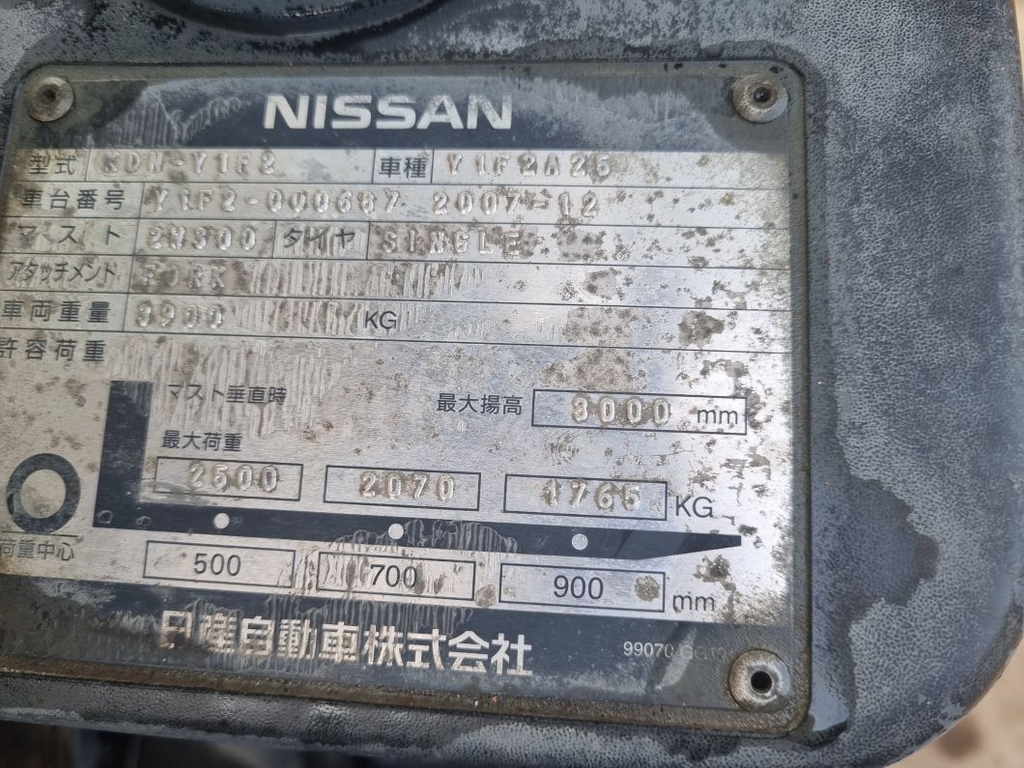 NISSAN
型式 KDN-Y1F2 車種 Y1F2A25
車台番号 Y1F2-000687 2007-12
マスト 2W300 タイヤ SINGLE
アタッチメント FORK
車両重量 3900 KG
許容荷重
マスト垂直時 最大揚高 3000 mm
最大荷重
2500 2070 1765 KG
荷重中心
500 700 900 mm
日産自動車株式会社 99070